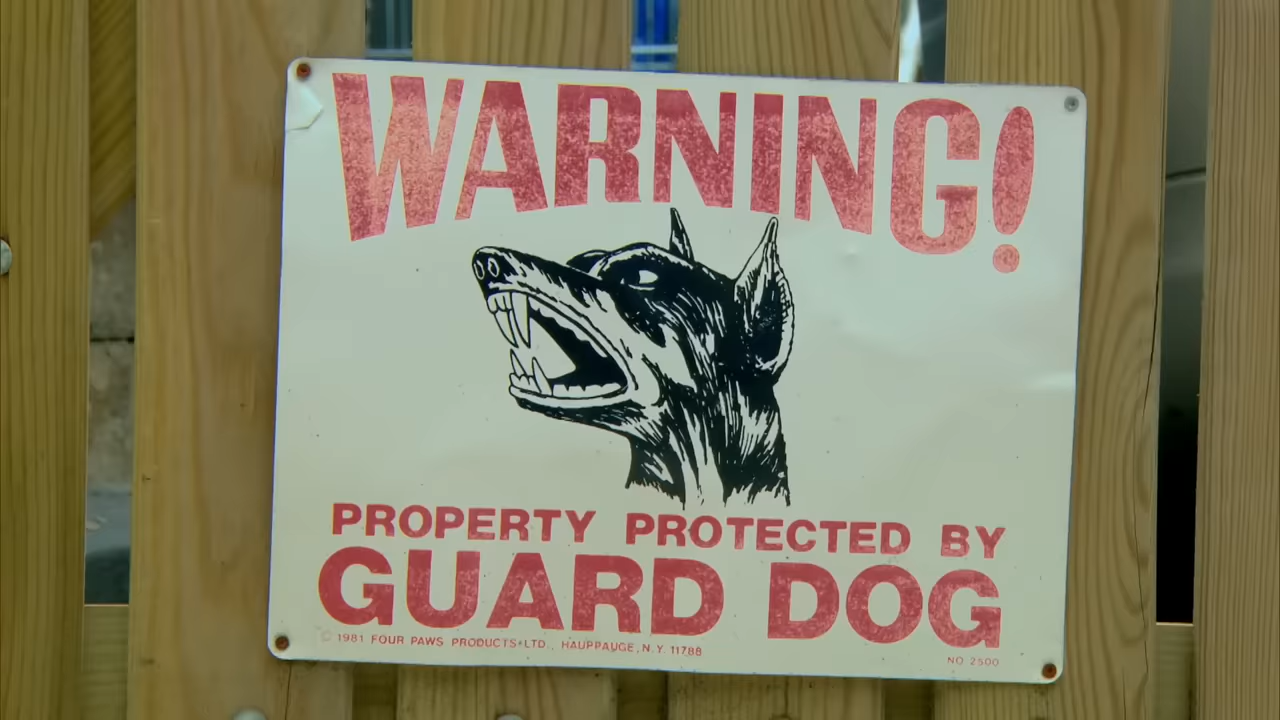 WARNING!
PROPERTY PROTECTED BY
GUARD DOG
© 1981 FOUR PAWS PRODUCTS LTD., HAUPPAUGE, N.Y. 11788
NO 2500